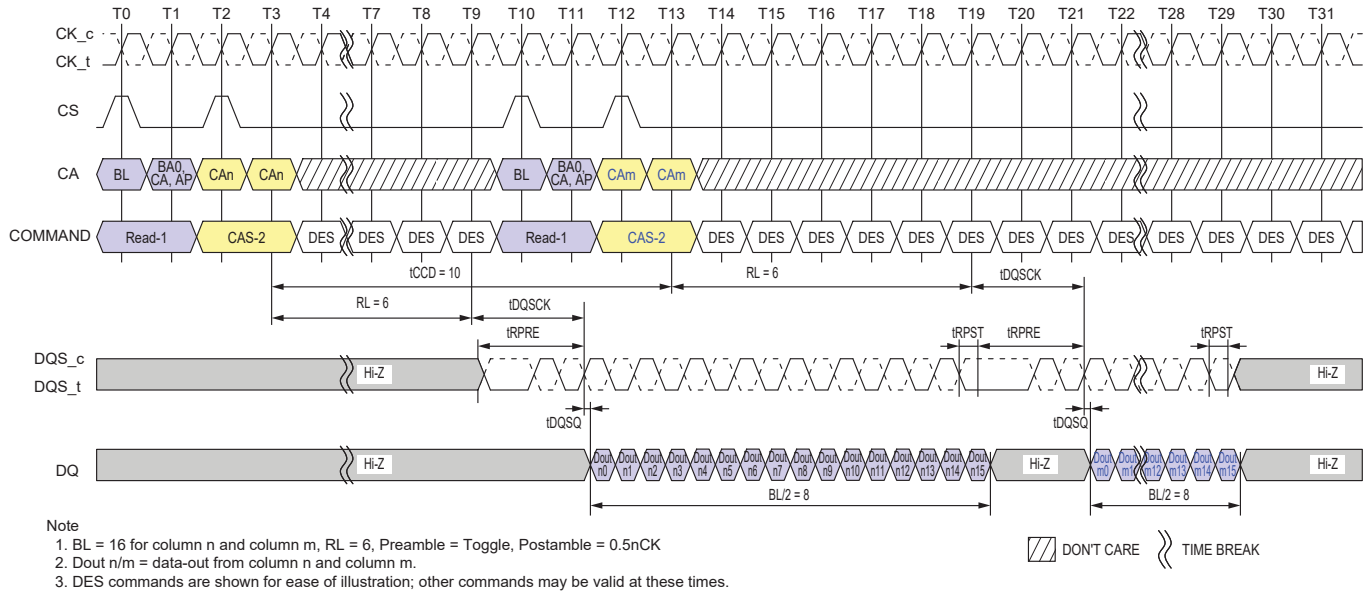 T0 T1 T2 T3 T4 T7 T8 T9 T10 T11 T12 T13 T14 T15 T16 T17 T18 T19 T20 T21 T22 T28 T29 T30 T31
CK_c
CK_t
CS
CA BL BA0, CA, AP CAn CAn BL BA0, CA, AP CAm CAm
COMMAND Read-1 CAS-2 DES DES DES DES Read-1 CAS-2 DES DES DES DES DES DES DES DES DES DES DES DES DES
tCCD = 10 RL = 6 tDQSCK
RL = 6 tDQSCK
tRPRE tRPST tRPRE tRPST
DQS_c
DQS_t
Hi-Z Hi-Z
tDQSQ tDQSQ
DQ Hi-Z Dout n0 Dout n1 Dout n2 Dout n3 Dout n4 Dout n5 Dout n6 Dout n7 Dout n8 Dout n9 Dout n10 Dout n11 Dout n12 Dout n13 Dout n14 Dout n15 Hi-Z Dout m0 Dout m1 Dout m12 Dout m13 Dout m14 Dout m15 Hi-Z
BL/2 = 8 BL/2 = 8
Note
1. BL = 16 for column n and column m, RL = 6, Preamble = Toggle, Postamble = 0.5nCK
2. Dout n/m = data-out from column n and column m.
3. DES commands are shown for ease of illustration; other commands may be valid at these times.
DON'T CARE TIME BREAK